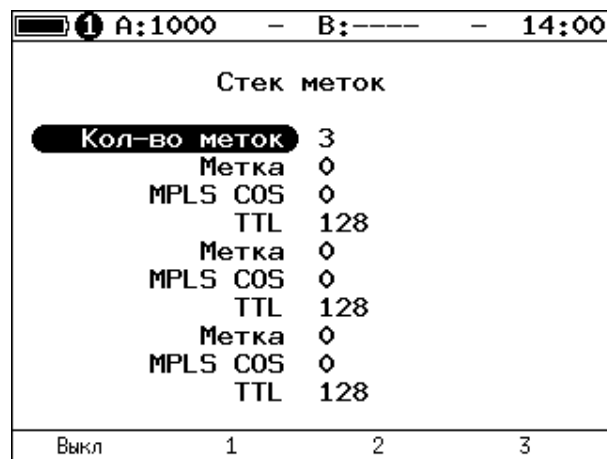 1 A:1000 - B:---- - 14:00
Стек меток
Кол-во меток 3
Метка 0
MPLS COS 0
TTL 128
Метка 0
MPLS COS 0
TTL 128
Метка 0
MPLS COS 0
TTL 128
Выкл 1 2 3